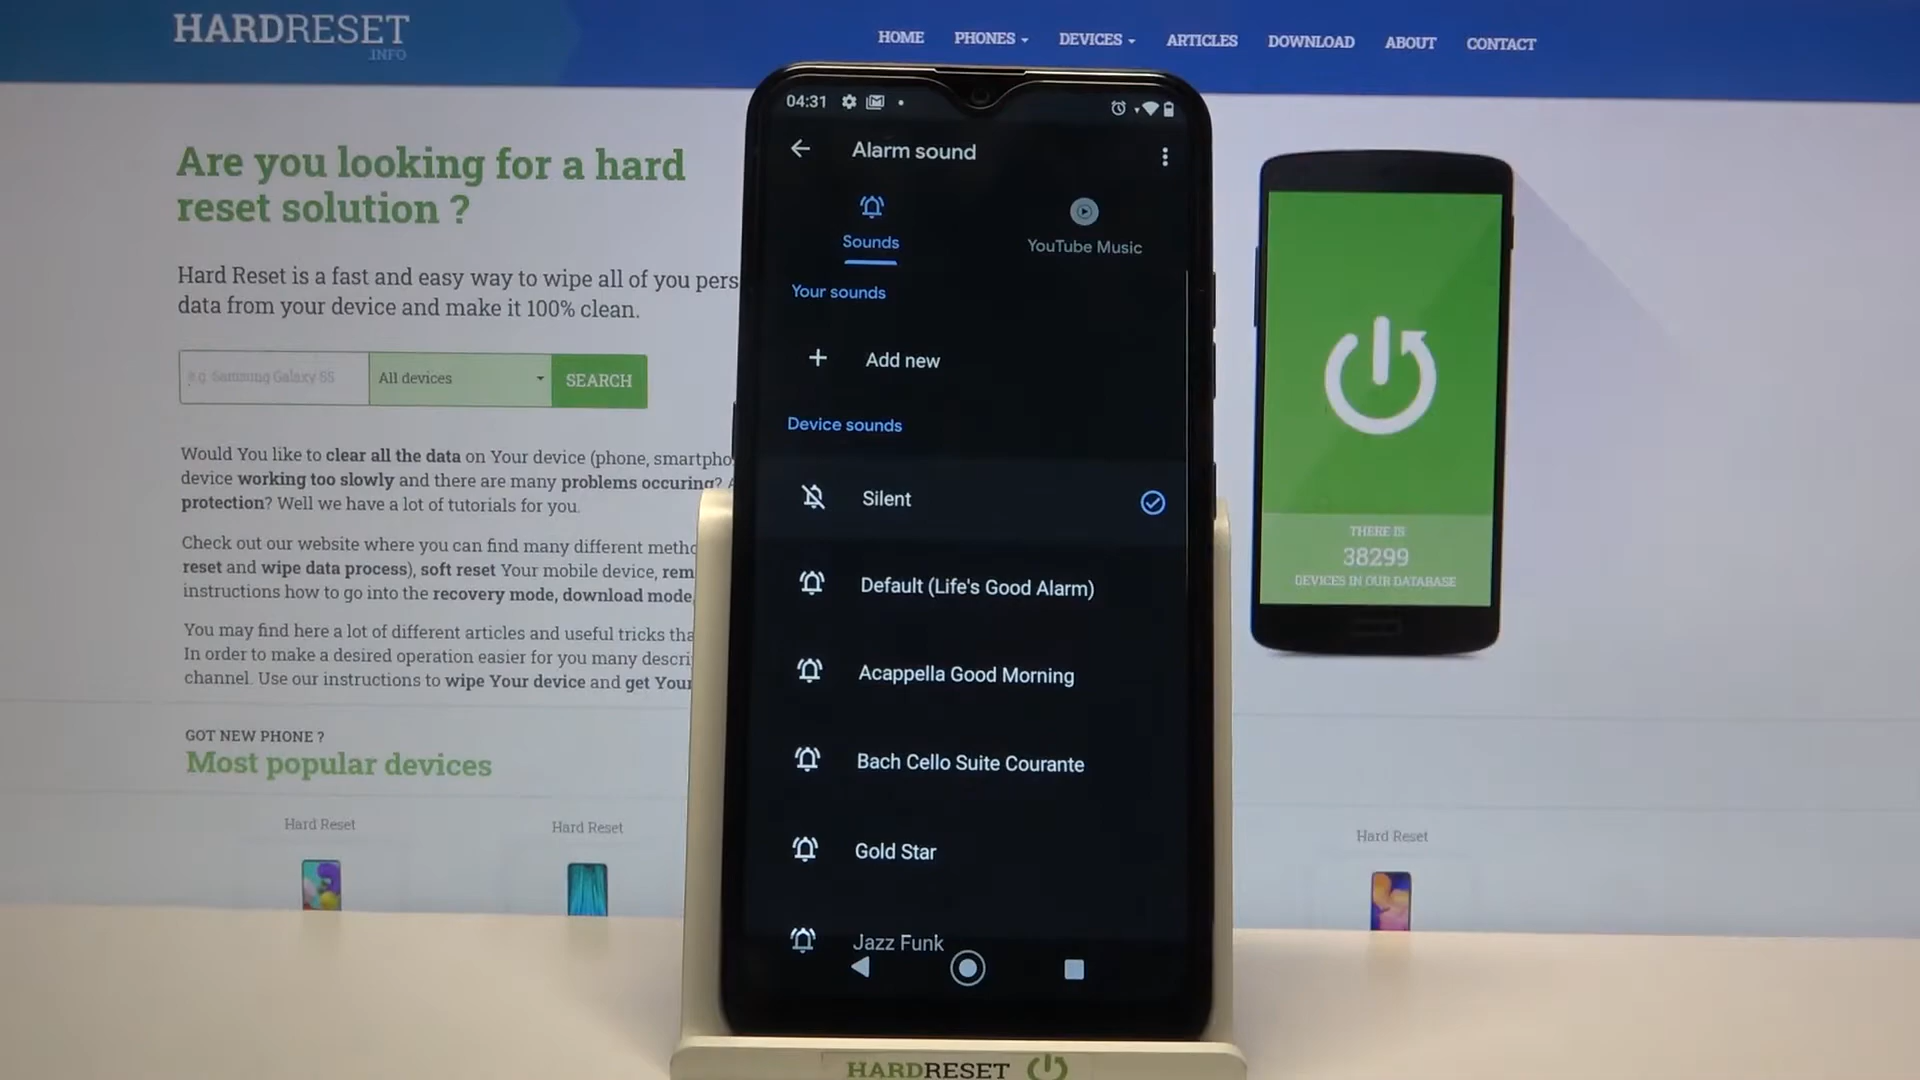 HARDRESET
.INFO
HOME PHONES DEVICES ARTICLES DOWNLOAD ABOUT CONTACT
Are you looking for a hard
reset solution ?
Hard Reset is a fast and easy way to wipe all of you pers
data from your device and make it 100% clean.
e.g. Samsung Galaxy S5 All devices SEARCH
Would You like to clear all the data on Your device (phone, smartpho
device working too slowly and there are many problems occuring?
protection? Well we have a lot of tutorials for you.
Check out our website where you can find many different metho
reset and wipe data process), soft reset Your mobile device, rem
instructions how to go into the recovery mode, download mode,
You may find here a lot of different articles and useful tricks tha
In order to make a desired operation easier for you many descri
channel. Use our instructions to wipe Your device and get Your
GOT NEW PHONE ?
Most popular devices
Hard Reset
Hard Reset
Hard Reset
04:31
Alarm sound
Sounds
YouTube Music
Your sounds
Add new
Device sounds
Silent
Default (Life's Good Alarm)
Acappella Good Morning
Bach Cello Suite Courante
Gold Star
Jazz Funk
THERE IS
38299
DEVICES IN OUR DATABASE
HARDRESET